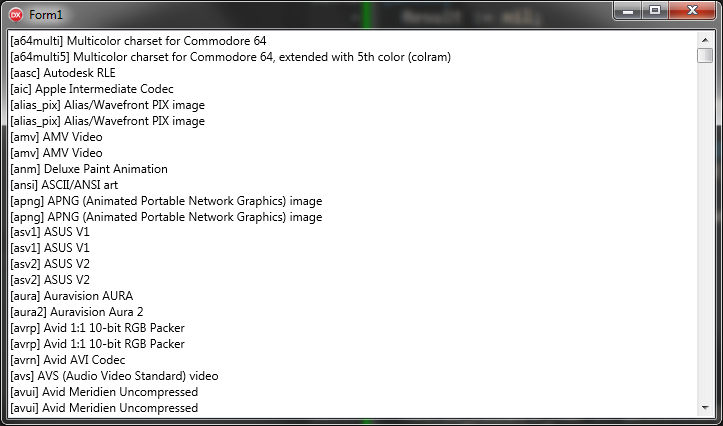 Result := nil;
DX Form1
[a64multi] Multicolor charset for Commodore 64
[a64multi5] Multicolor charset for Commodore 64, extended with 5th color (colram)
[aasc] Autodesk RLE
[aic] Apple Intermediate Codec
[alias_pix] Alias/Wavefront PIX image
[alias_pix] Alias/Wavefront PIX image
[amv] AMV Video
[amv] AMV Video
[anm] Deluxe Paint Animation
[ansi] ASCII/ANSI art
[apng] APNG (Animated Portable Network Graphics) image
[apng] APNG (Animated Portable Network Graphics) image
[asv1] ASUS V1
[asv1] ASUS V1
[asv2] ASUS V2
[asv2] ASUS V2
[aura] Auravision AURA
[aura2] Auravision Aura 2
[avrp] Avid 1:1 10-bit RGB Packer
[avrp] Avid 1:1 10-bit RGB Packer
[avrn] Avid AVI Codec
[avs] AVS (Audio Video Standard) video
[avui] Avid Meridien Uncompressed
[avui] Avid Meridien Uncompressed